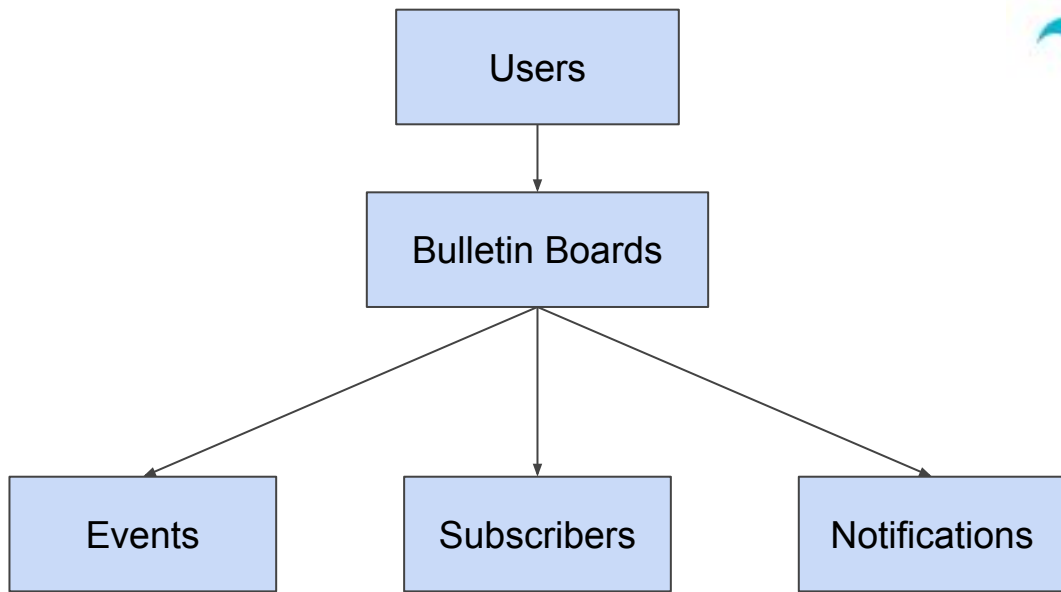 Users
Bulletin Boards
Events
Subscribers
Notifications